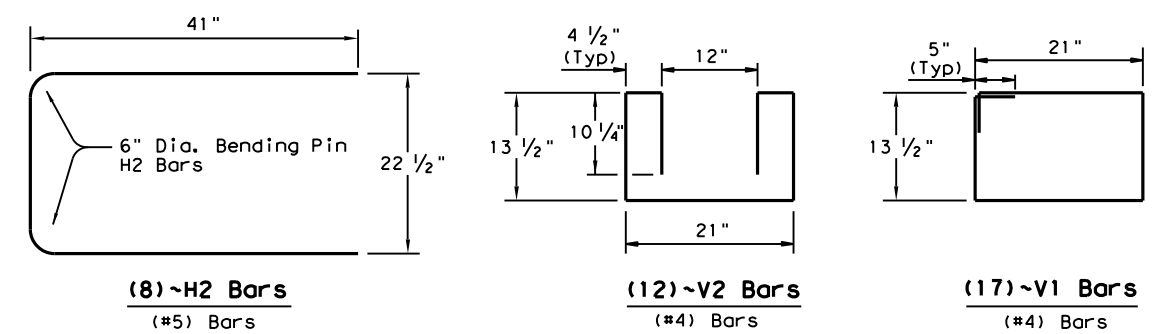 41"
6" Dia. Bending Pin
H2 Bars
22 1/2"
(8)~H2 Bars
(#5) Bars
4 1/2"
(Typ)
12"
13 1/2"
10 1/4"
21"
(12)~V2 Bars
(#4) Bars
5"
(Typ)
21"
13 1/2"
(17)~V1 Bars
(#4) Bars